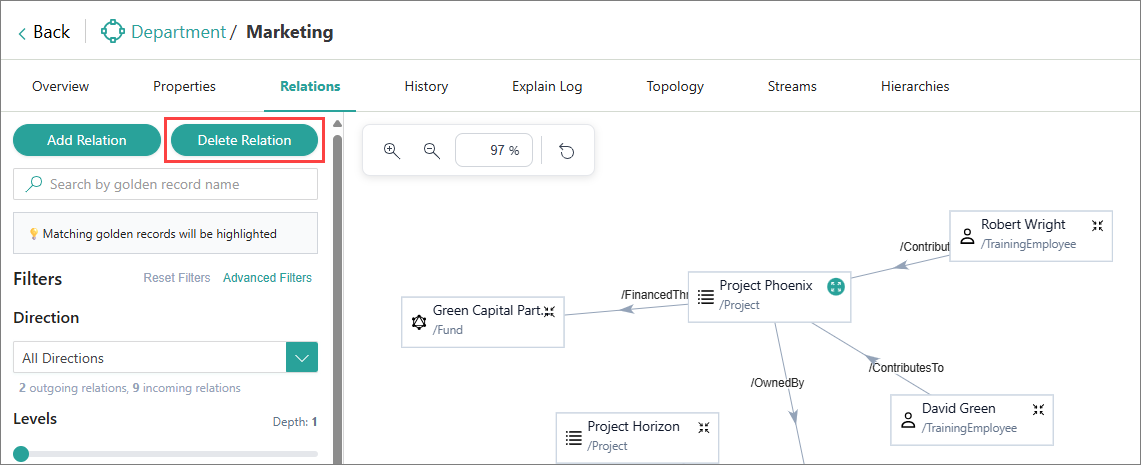 Back
Department / Marketing
Overview
Properties
Relations
History
Explain Log
Topology
Streams
Hierarchies
Add Relation
Delete Relation
Search by golden record name
Matching golden records will be highlighted
Filters
Reset Filters
Advanced Filters
Direction
All Directions
2 outgoing relations, 9 incoming relations
Levels
Depth: 1
97 %
Robert Wright
/TrainingEmployee
/Contribut
Project Phoenix
/Project
/FinancedThr
Green Capital Part..
/Fund
/ContributesTo
/OwnedBy
David Green
/TrainingEmployee
Project Horizon
/Project